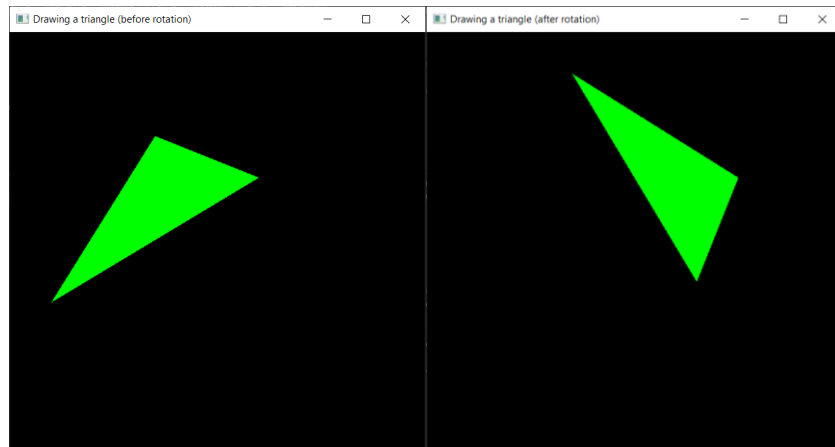 Drawing a triangle (before rotation)
Drawing a triangle (after rotation)